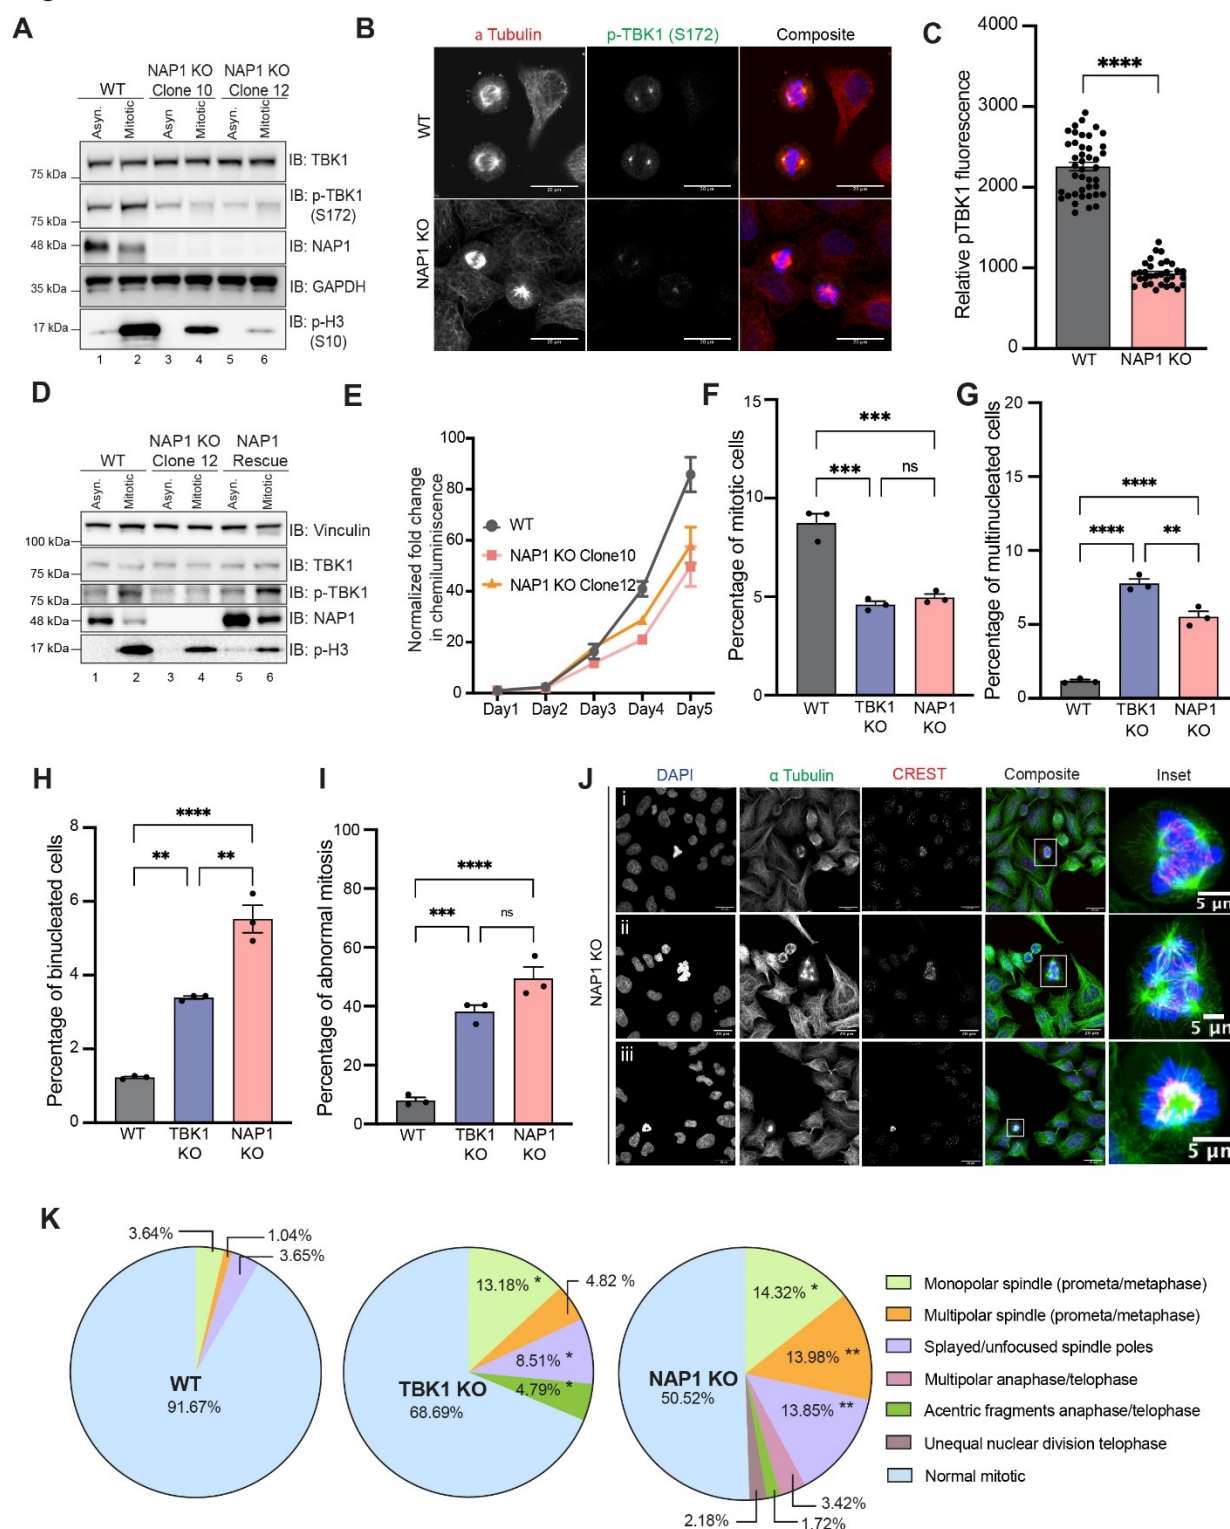 A
WT
NAP1 KO
Clone 10
NAP1 KO
Clone 12
Asyn.
Mitotic
Asyn
Mitotic
Asyn.
Mitotic
IB: TBK1
75 kDa
IB: p-TBK1
(S172)
75 kDa
48 kDa
IB: NAP1
IB: GAPDH
35 kDa
IB: p-H3
(S10)
17 kDa
1 2 3 4 5 6
B
a Tubulin
p-TBK1 (S172)
Composite
WT
NAP1 KO
20 µm
20 µm
20 µm
20 µm
20 µm
20 µm
C
Relative pTBK1 fluorescence
4000
3000
2000
1000
0
****
WT
NAP1 KO
D
WT
NAP1 KO
Clone 12
NAP1
Rescue
Asyn.
Mitotic
Asyn.
Mitotic
Asyn.
Mitotic
IB: Vinculin
100 kDa
IB: TBK1
75 kDa
IB: p-TBK1
75 kDa
48 kDa
IB: NAP1
17 kDa
IB: p-H3
1 2 3 4 5 6
E
Normalized fold change
in chemiluminiscence
100
80
60
40
20
0
WT
NAP1 KO Clone10
NAP1 KO Clone12
Day1 Day2 Day3 Day4 Day5
F
Percentage of mitotic cells
15
10
5
0
***
***
ns
WT
TBK1
KO
NAP1
KO
G
Percentage of multinucleated cells
20
15
10
5
0
****
****
**
WT
TBK1
KO
NAP1
KO
H
Percentage of binucleated cells
8
6
4
2
0
****
**
**
WT
TBK1
KO
NAP1
KO
I
Percentage of abnormal mitosis
100
80
60
40
20
0
****
***
ns
WT
TBK1
KO
NAP1
KO
J
DAPI
α Tubulin
CREST
Composite
Inset
NAP1 KO
i
ii
iii
5 µm
5 µm
5 µm
K
3.64%
1.04%
3.65%
WT
91.67%
13.18% *
4.82 %
8.51% *
4.79% *
TBK1 KO
68.69%
14.32% *
13.98% **
13.85% **
NAP1 KO
50.52%
3.42%
1.72%
2.18%
Monopolar spindle (prometa/metaphase)
Multipolar spindle (prometa/metaphase)
Splayed/unfocused spindle poles
Multipolar anaphase/telophase
Acentric fragments anaphase/telophase
Unequal nuclear division telophase
Normal mitotic